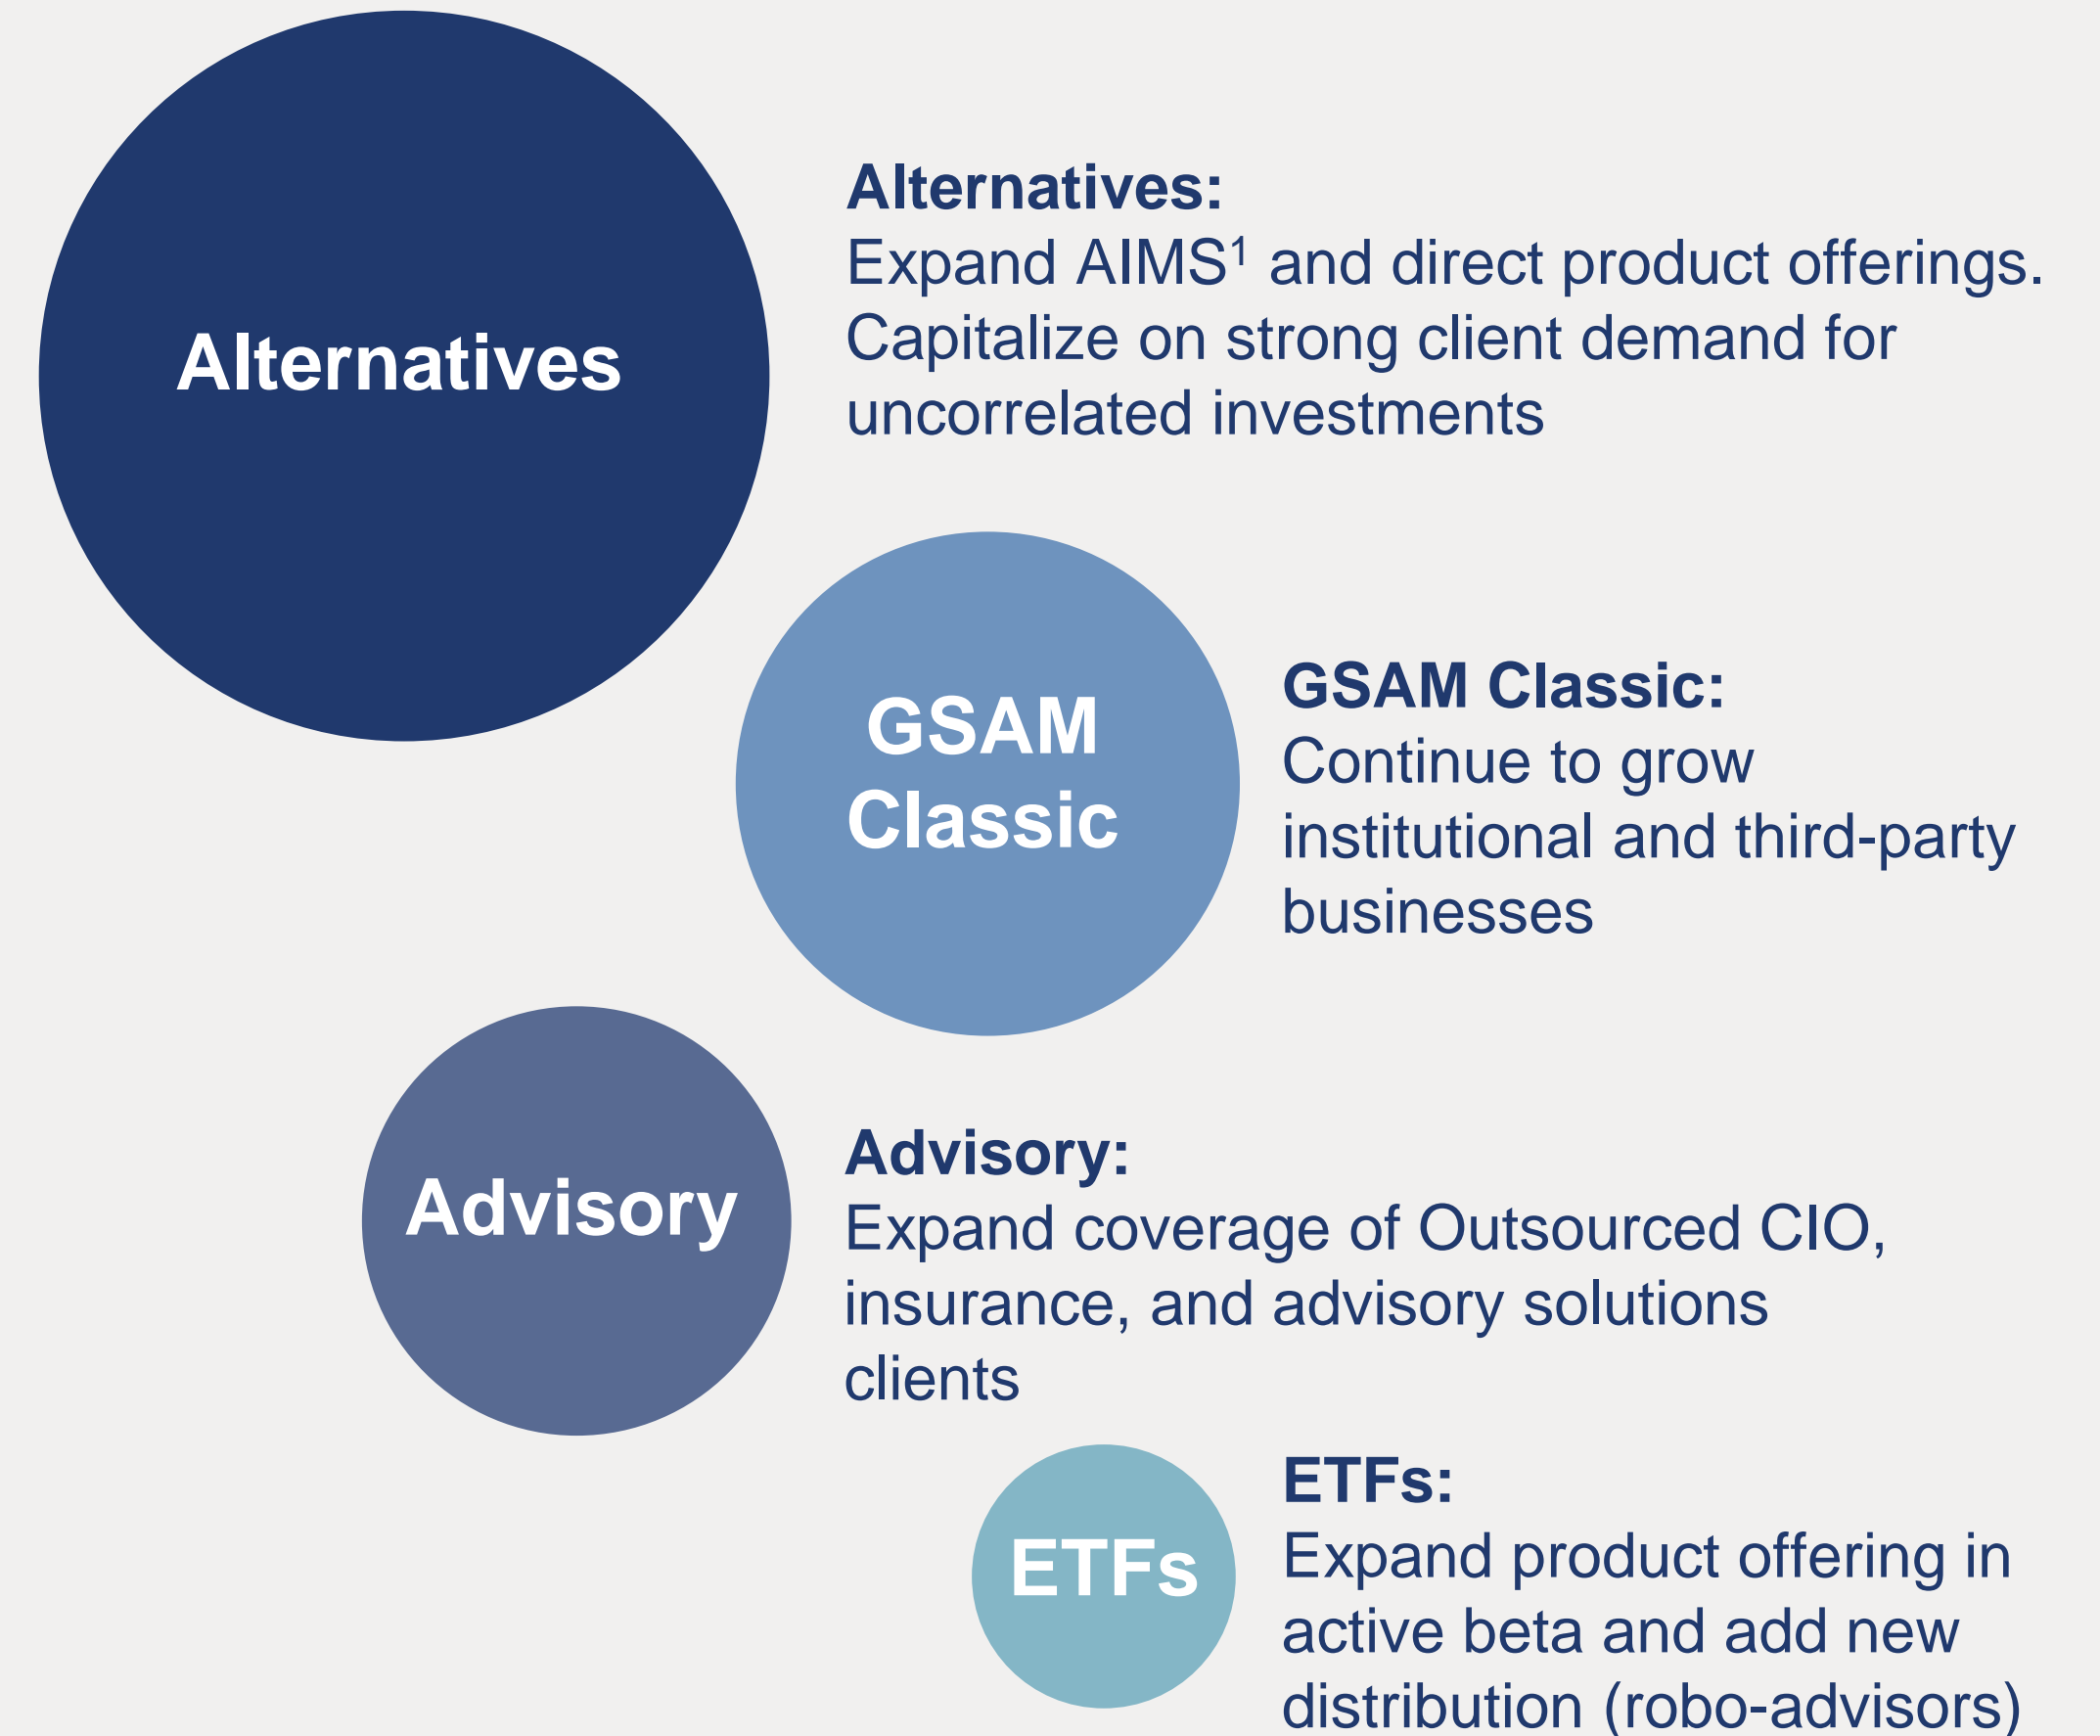 Alternatives
Alternatives:
Expand AIMS¹ and direct product offerings.
Capitalize on strong client demand for
uncorrelated investments
GSAM
Classic
GSAM Classic:
Continue to grow
institutional and third-party
businesses
Advisory
Advisory:
Expand coverage of Outsourced CIO,
insurance, and advisory solutions
clients
ETFs
ETFs:
Expand product offering in
active beta and add new
distribution (robo-advisors)